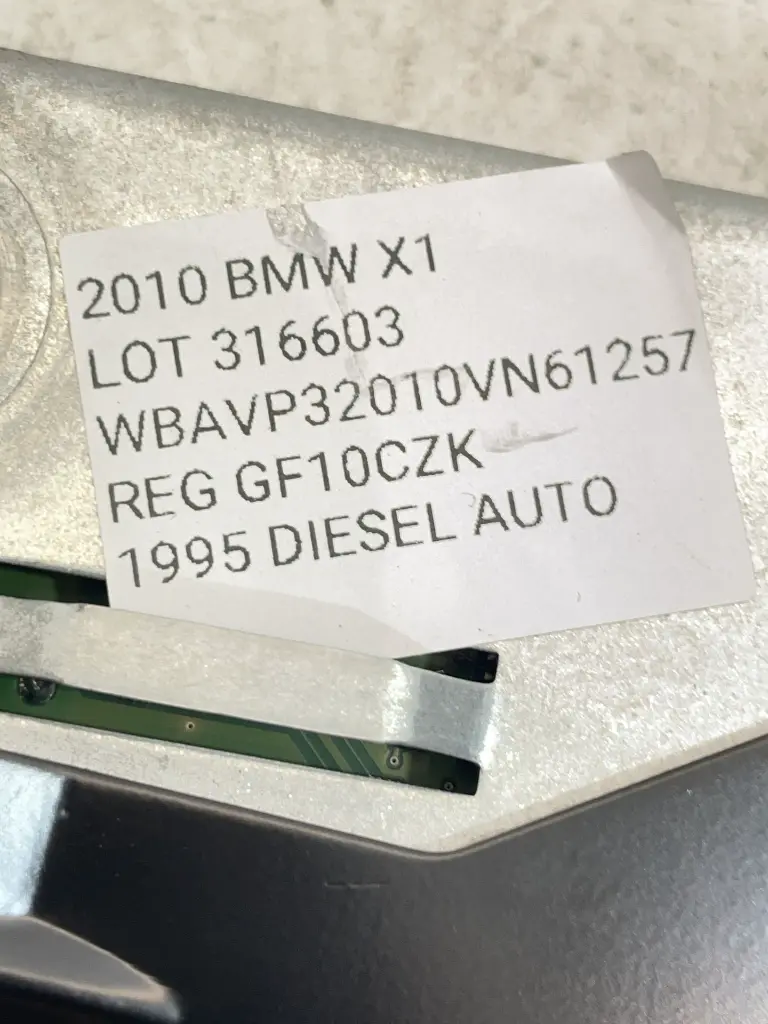 2010 BMW X1
LOT 316603
WBAVP32010VN61257
REG GF10CZK
1995 DIESEL AUTO